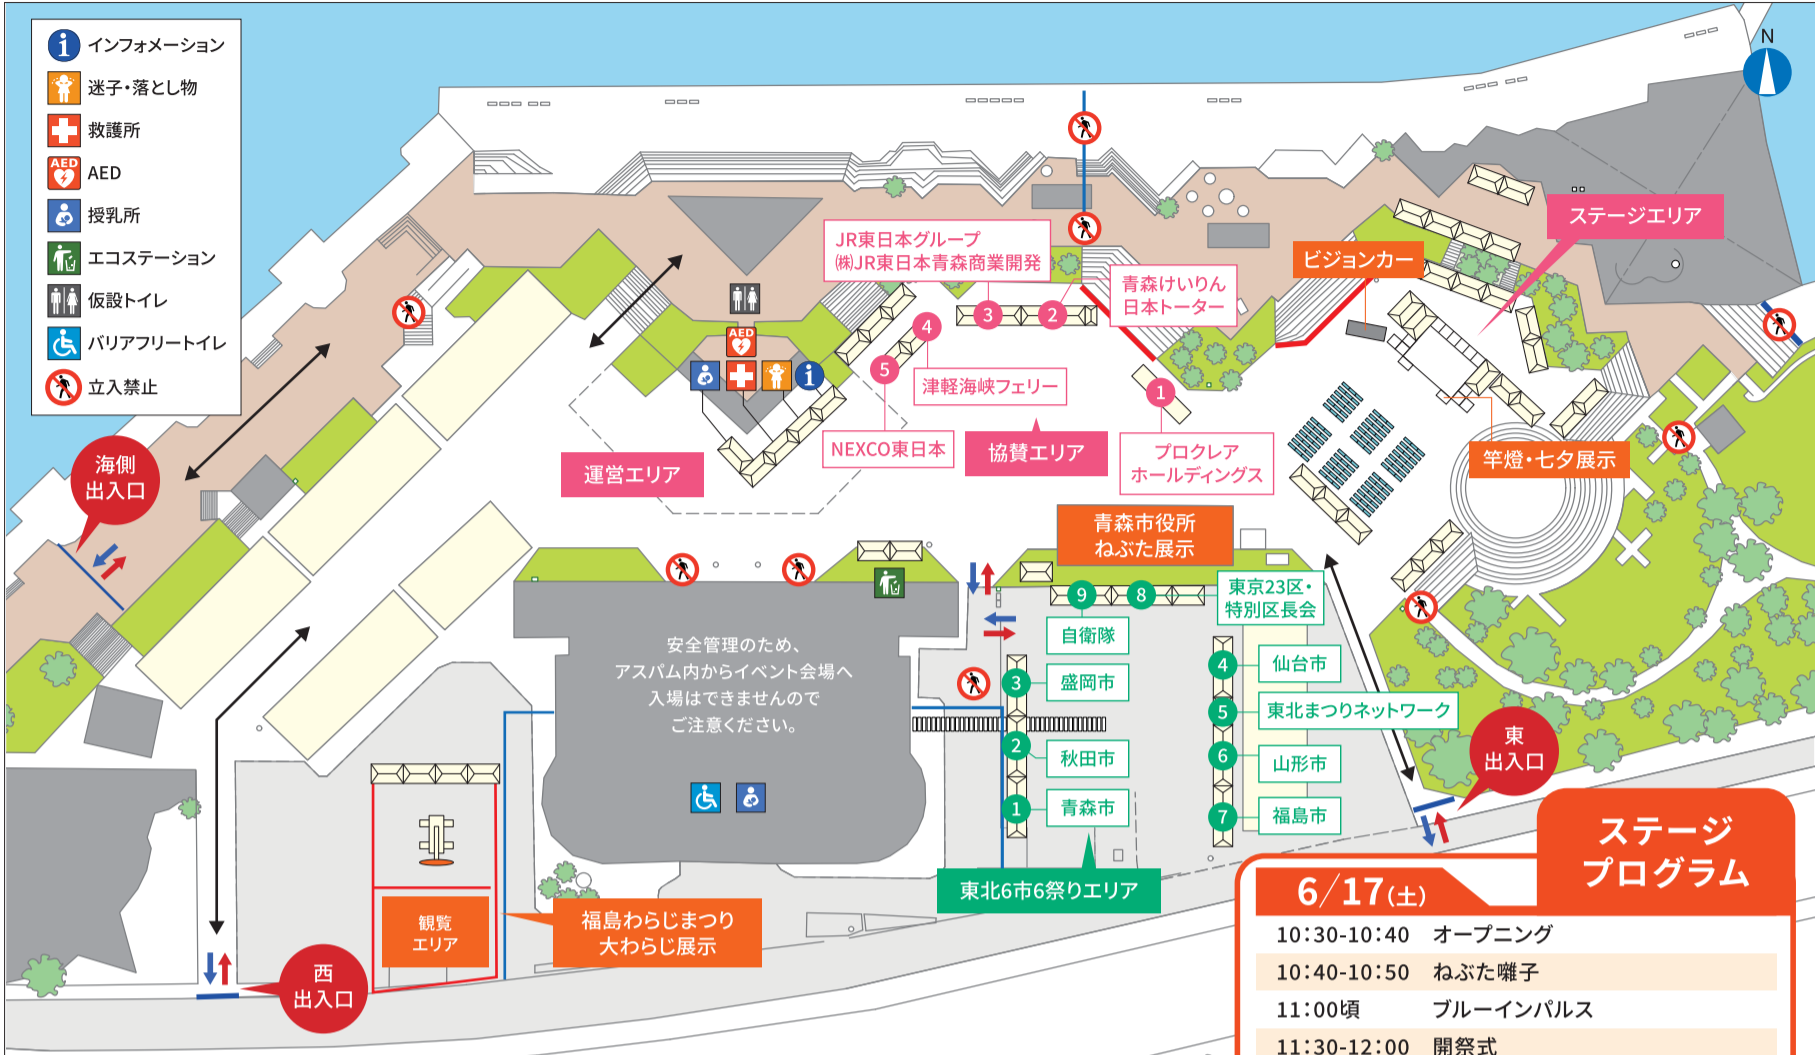 インフォメーション
迷子・落とし物
救護所
AED
AED
授乳所
エコステーション
仮設トイレ
バリアフリートイレ
立入禁止
N
ステージエリア
ビジョンカー
JR東日本グループ
㈱JR東日本青森商業開発
青森けいりん
日本トーター
3
2
4
5
1
AED
津軽海峡フェリー
NEXCO東日本
協賛エリア
プロクレア
ホールディングス
運営エリア
竿燈・七夕展示
海側
出入口
青森市役所
ねぶた展示
安全管理のため、
アスパム内からイベント会場へ
入場はできませんので
ご注意ください。
9
8
東京23区・
特別区長会
自衛隊
3
盛岡市
4
仙台市
5
東北まつりネットワーク
2
秋田市
6
山形市
1
青森市
7
福島市
東
出入口
東北6市6祭りエリア
観覧
エリア
福島わらじまつり
大わらじ展示
西
出入口
ステージ
プログラム
6/17(土)
10:30-10:40 オープニング
10:40-10:50 ねぶた囃子
11:00頃 ブルーインパルス
11:30-12:00 開祭式